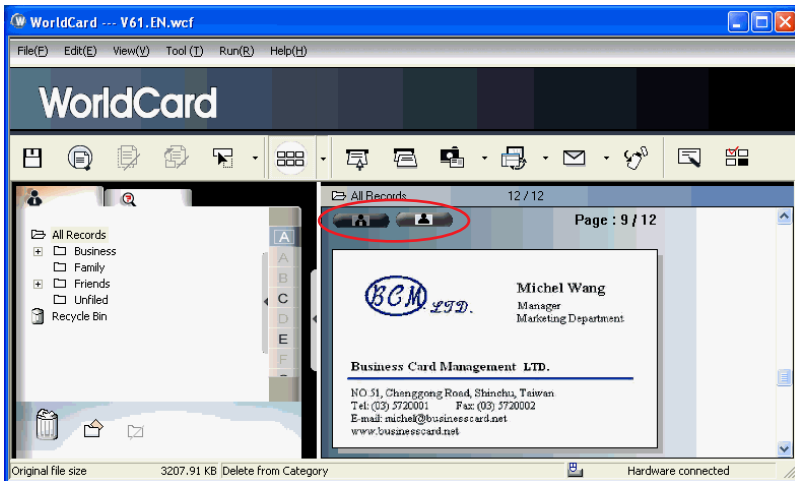 WorldCard --- V61.EN.wcf
File(F) Edit(E) View(V) Tool (T) Run(R) Help(H)
WorldCard
All Records 12 / 12
Page : 9 / 12
All Records
Business
Family
Friends
Unfiled
Recycle Bin
A
A
B
C
D
E
F
BCM. LTD.
Michel Wang
Manager
Marketing Department
Business Card Management LTD.
NO.51, Chenggong Road, Shinchu, Taiwan
Tel: (03) 5720001 Fax: (03) 5720002
E-mail: michel@businesscard.net
www.businesscard.net
Original file size 3207.91 KB Delete from Category Hardware connected